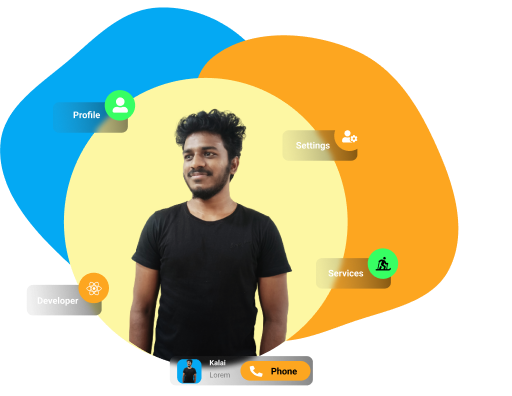 Profile
Settings
Services
Developer
Kalai
Lorem
Phone